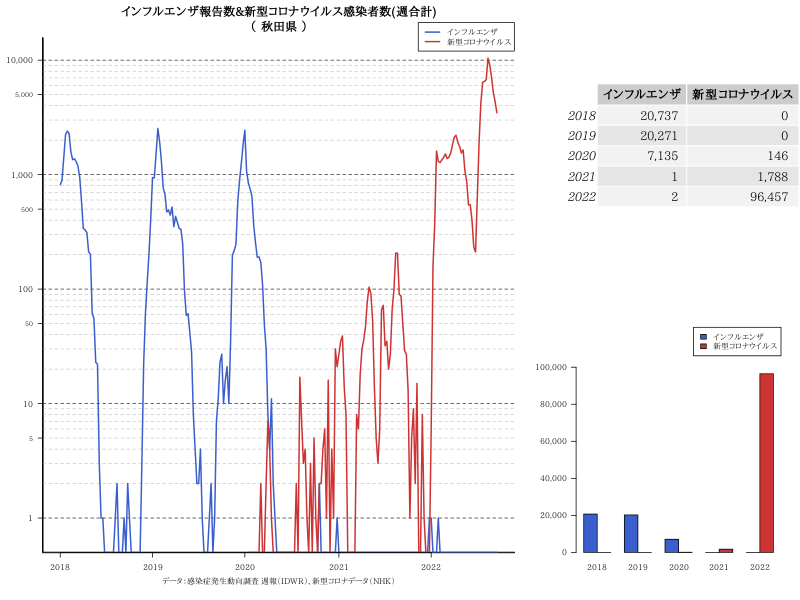 インフルエンザ報告数&新型コロナウイルス感染者数(週合計)
( 秋田県 )
インフルエンザ
新型コロナウイルス
10,000
5,000
1,000
500
100
50
10
5
1
2018 2019 2020 2021 2022
データ：感染症発生動向調査 週報(IDWR)、新型コロナデータ(NHK)
インフルエンザ 新型コロナウイルス
2018 20,737 0
2019 20,271 0
2020 7,135 146
2021 1 1,788
2022 2 96,457
インフルエンザ
新型コロナウイルス
100,000
80,000
60,000
40,000
20,000
0
2018 2019 2020 2021 2022